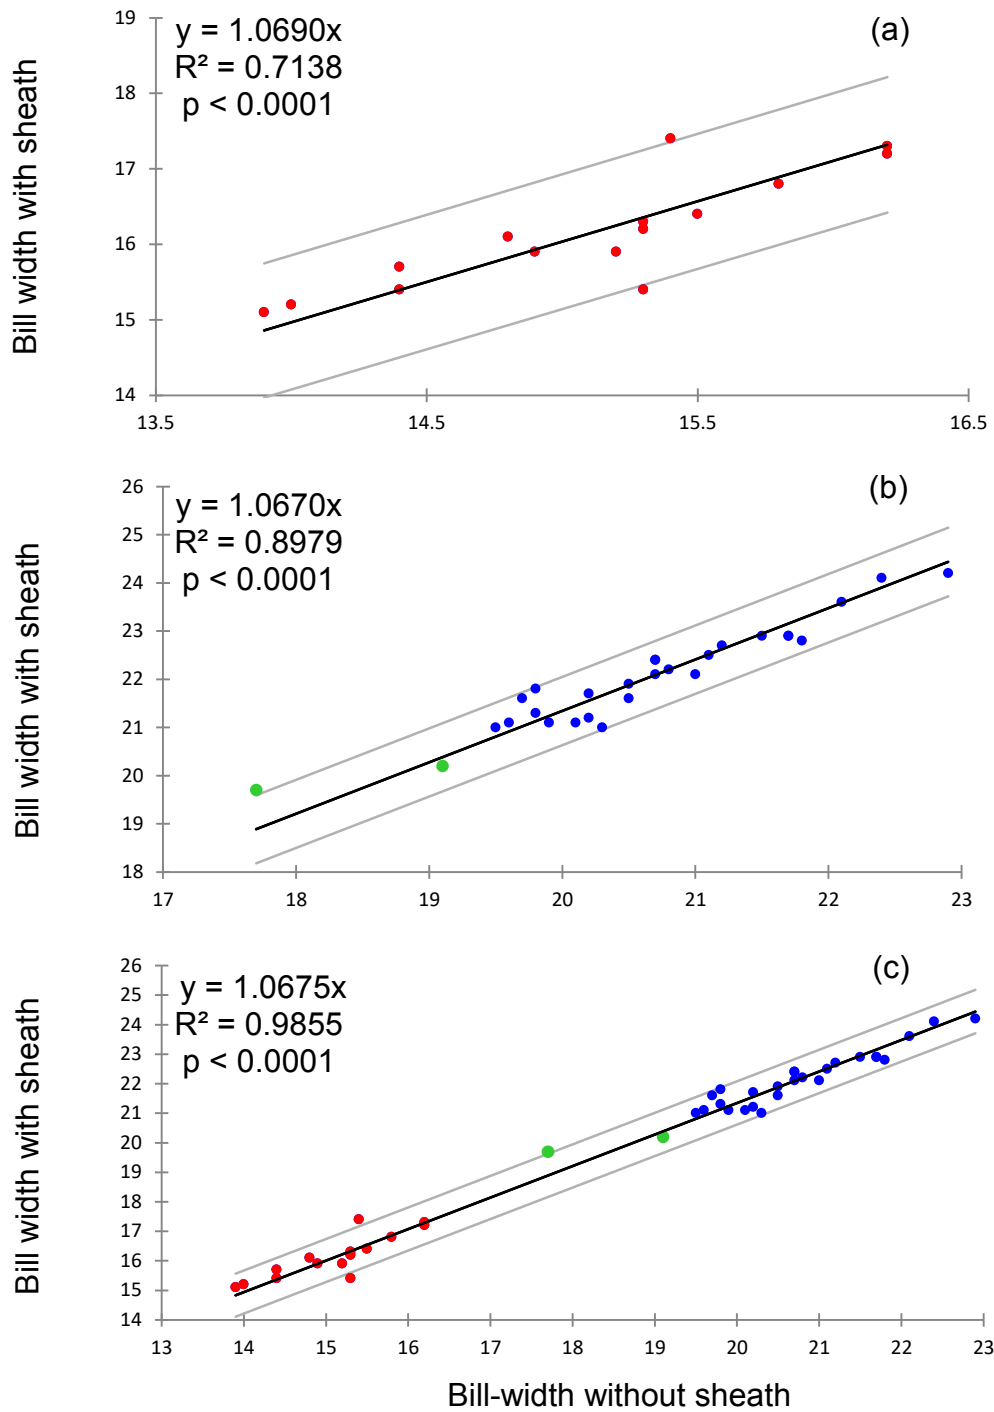 19
y = 1.0690x
(a)
R² = 0.7138
18
p < 0.0001
17
Bill width with sheath
16
15
14
13.5 14.5 15.5 16.5
26
y = 1.0670x
(b)
25
R² = 0.8979
24
p < 0.0001
23
Bill width with sheath
22
21
20
19
18
17 18 19 20 21 22 23
26
y = 1.0675x
(c)
25
R² = 0.9855
24
p < 0.0001
23
22
Bill width with sheath
21
20
19
18
17
16
15
14
13 14 15 16 17 18 19 20 21 22 23
Bill-width without sheath